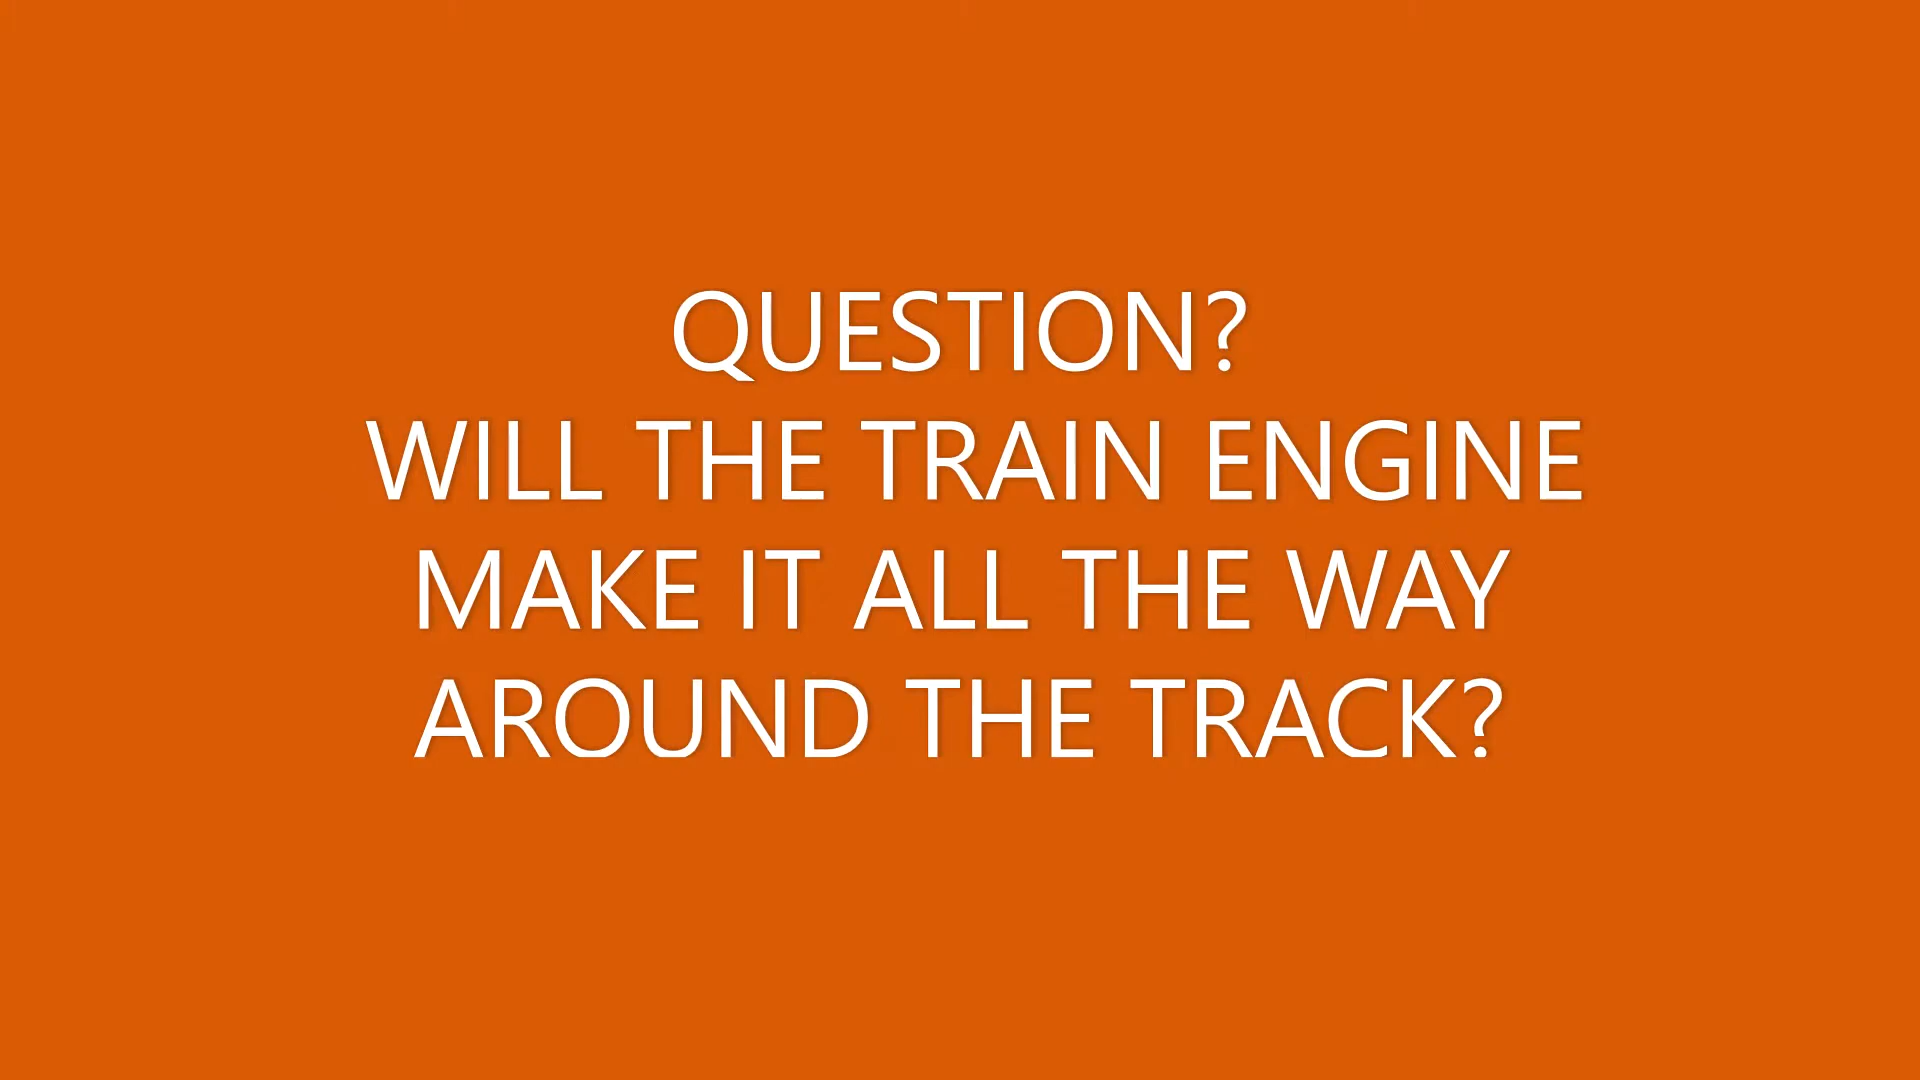 QUESTION?
WILL THE TRAIN ENGINE
MAKE IT ALL THE WAY
AROUND THE TRACK?